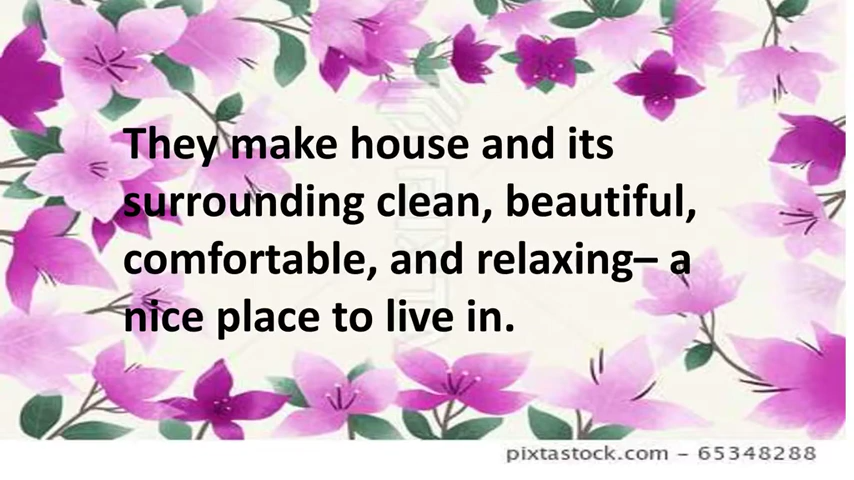 They make house and its
surrounding clean, beautiful,
comfortable, and relaxing– a
nice place to live in.
pixtastock.com – 65348288